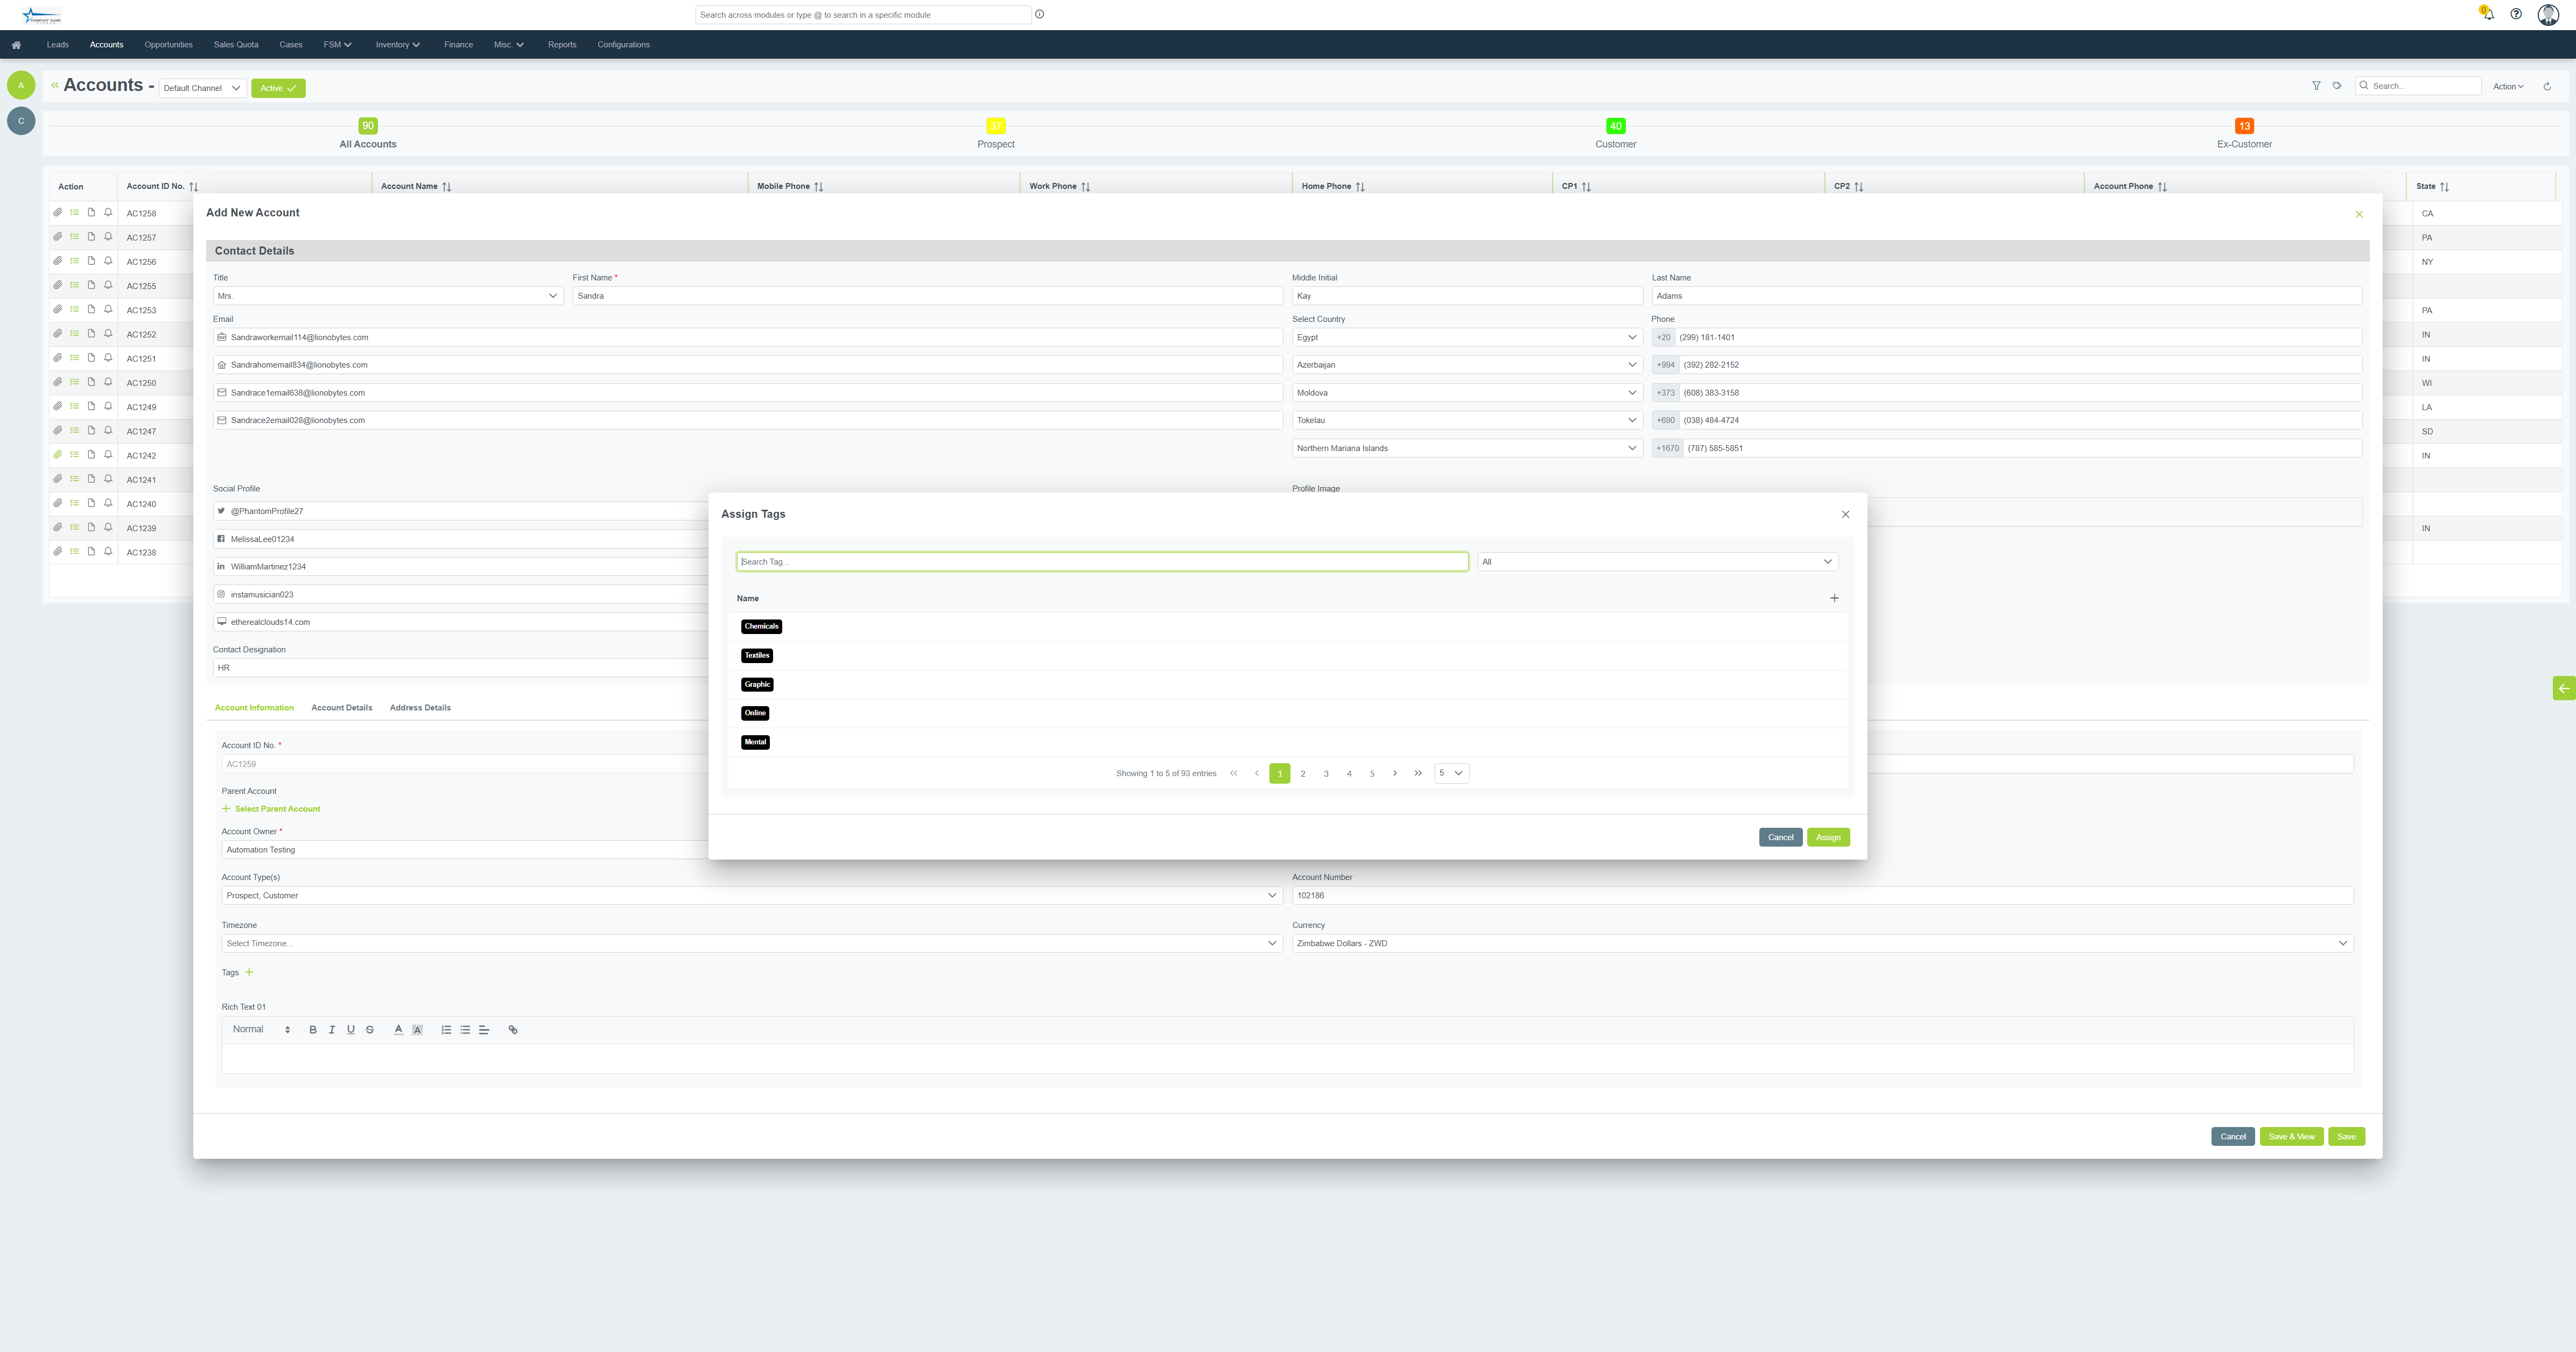 COMPANY NAME
Search across modules or type @ to search in a specific module
0
Leads Accounts Opportunities Sales Quota Cases FSM Inventory Finance Misc. Reports Configurations
A
C
Accounts - Default Channel Active
Search...
Action
90 37 40 13
All Accounts Prospect Customer Ex-Customer
Action Account ID No. Account Name Mobile Phone Work Phone Home Phone CP1 CP2 Account Phone State
AC1258 CA
AC1257 PA
AC1256 NY
AC1255
AC1253 PA
AC1252 IN
AC1251 IN
AC1250 WI
AC1249 LA
AC1247 SD
AC1242 IN
AC1241
AC1240
AC1239 IN
AC1238
Add New Account
Contact Details
Title First Name * Middle Initial Last Name
Mrs. Sandra Kay Adams
Email Select Country Phone
Sandraworkemail114@lionobytes.com Egypt +20 (299) 181-1401
Sandrahomemail834@lionobytes.com Azerbaijan +994 (392) 282-2152
Sandrace1email638@lionobytes.com Moldova +373 (608) 383-3158
Sandrace2email028@lionobytes.com Tokelau +690 (038) 484-4724
Northern Mariana Islands +1670 (787) 585-5851
Social Profile Profile Image
@PhantomProfile27
MelissaLee01234
WilliamMartinez1234
instamusician023
etherealclouds14.com
Contact Designation
HR
Assign Tags
Search Tag...
All
Name
Chemicals
Textiles
Graphic
Online
Mental
Showing 1 to 5 of 93 entries 1 2 3 4 5 5
Cancel Assign
Account Information Account Details Address Details
Account ID No. *
AC1259
Parent Account
Select Parent Account
Account Owner *
Automation Testing
Account Type(s) Account Number
Prospect, Customer 102186
Timezone Currency
Select Timezone... Zimbabwe Dollars - ZWD
Tags
Rich Text 01
Normal
B I U S A A
Cancel Save & View Save